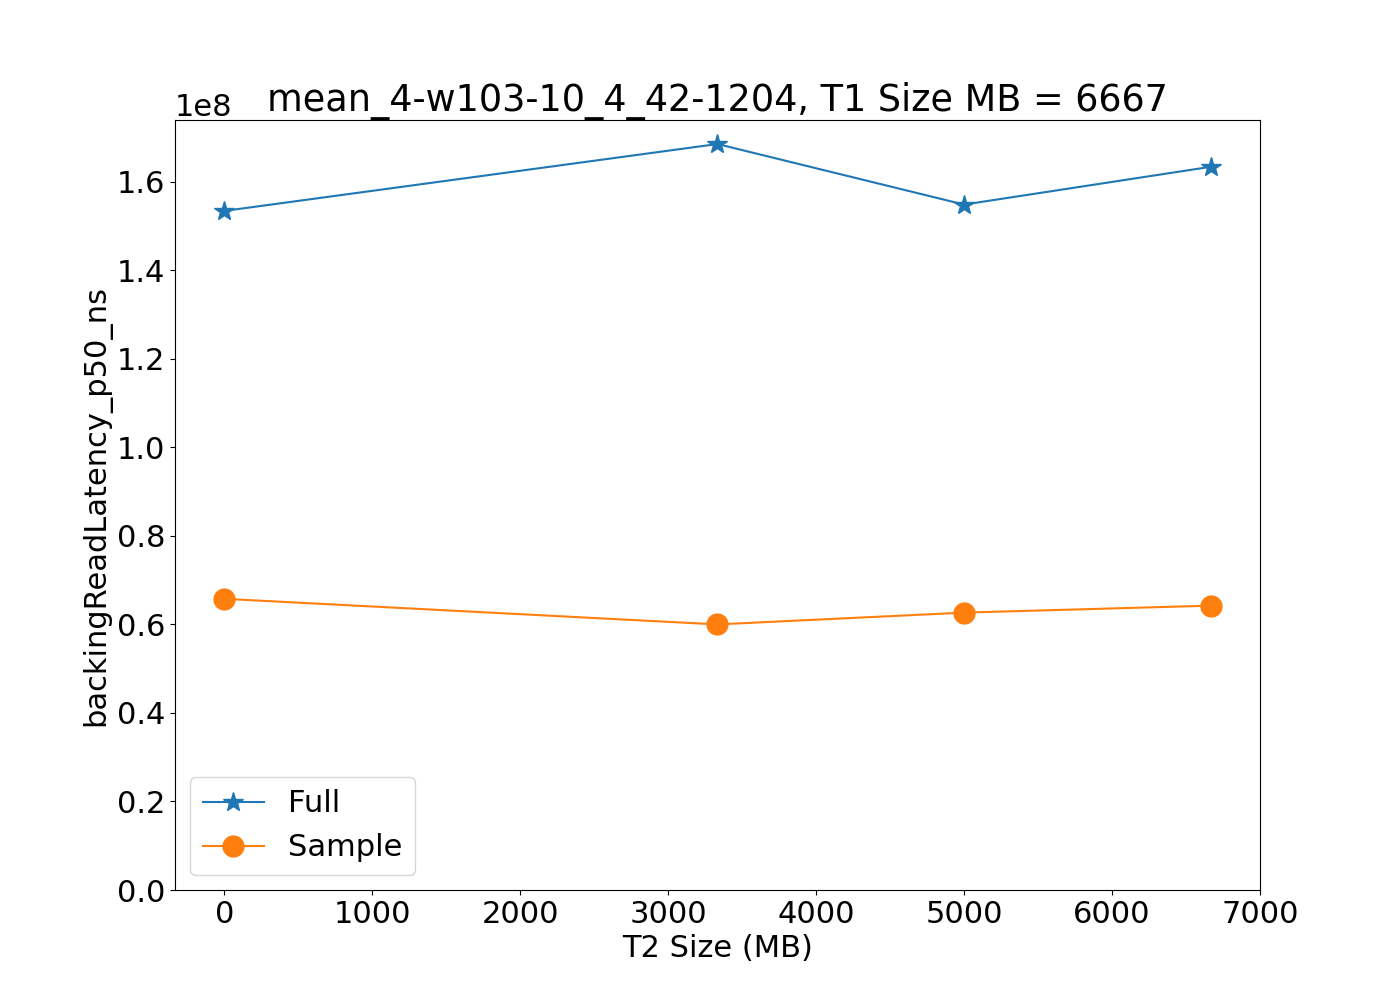 1e8
mean_4-w103-10_4_42-1204, T1 Size MB = 6667
1.6
1.4
1.2
1.0
0.8
0.6
0.4
0.2
0.0
backingReadLatency_p50_ns
Full
Sample
0 1000 2000 3000 4000 5000 6000 7000
T2 Size (MB)